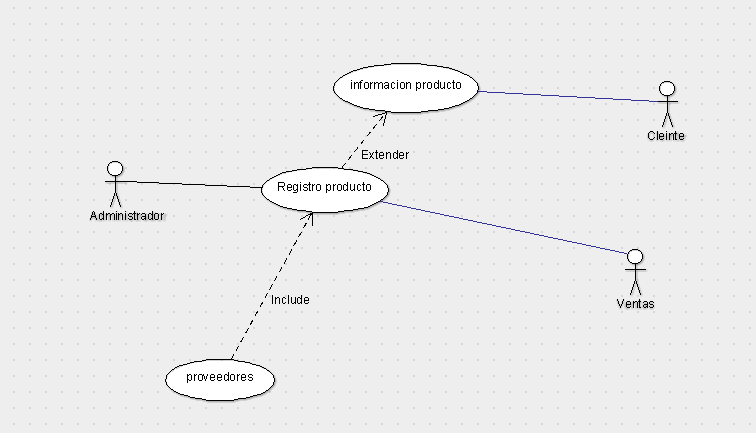 informacion producto
Cleinte
Extender
Registro producto
Administrador
Ventas
Include
proveedores